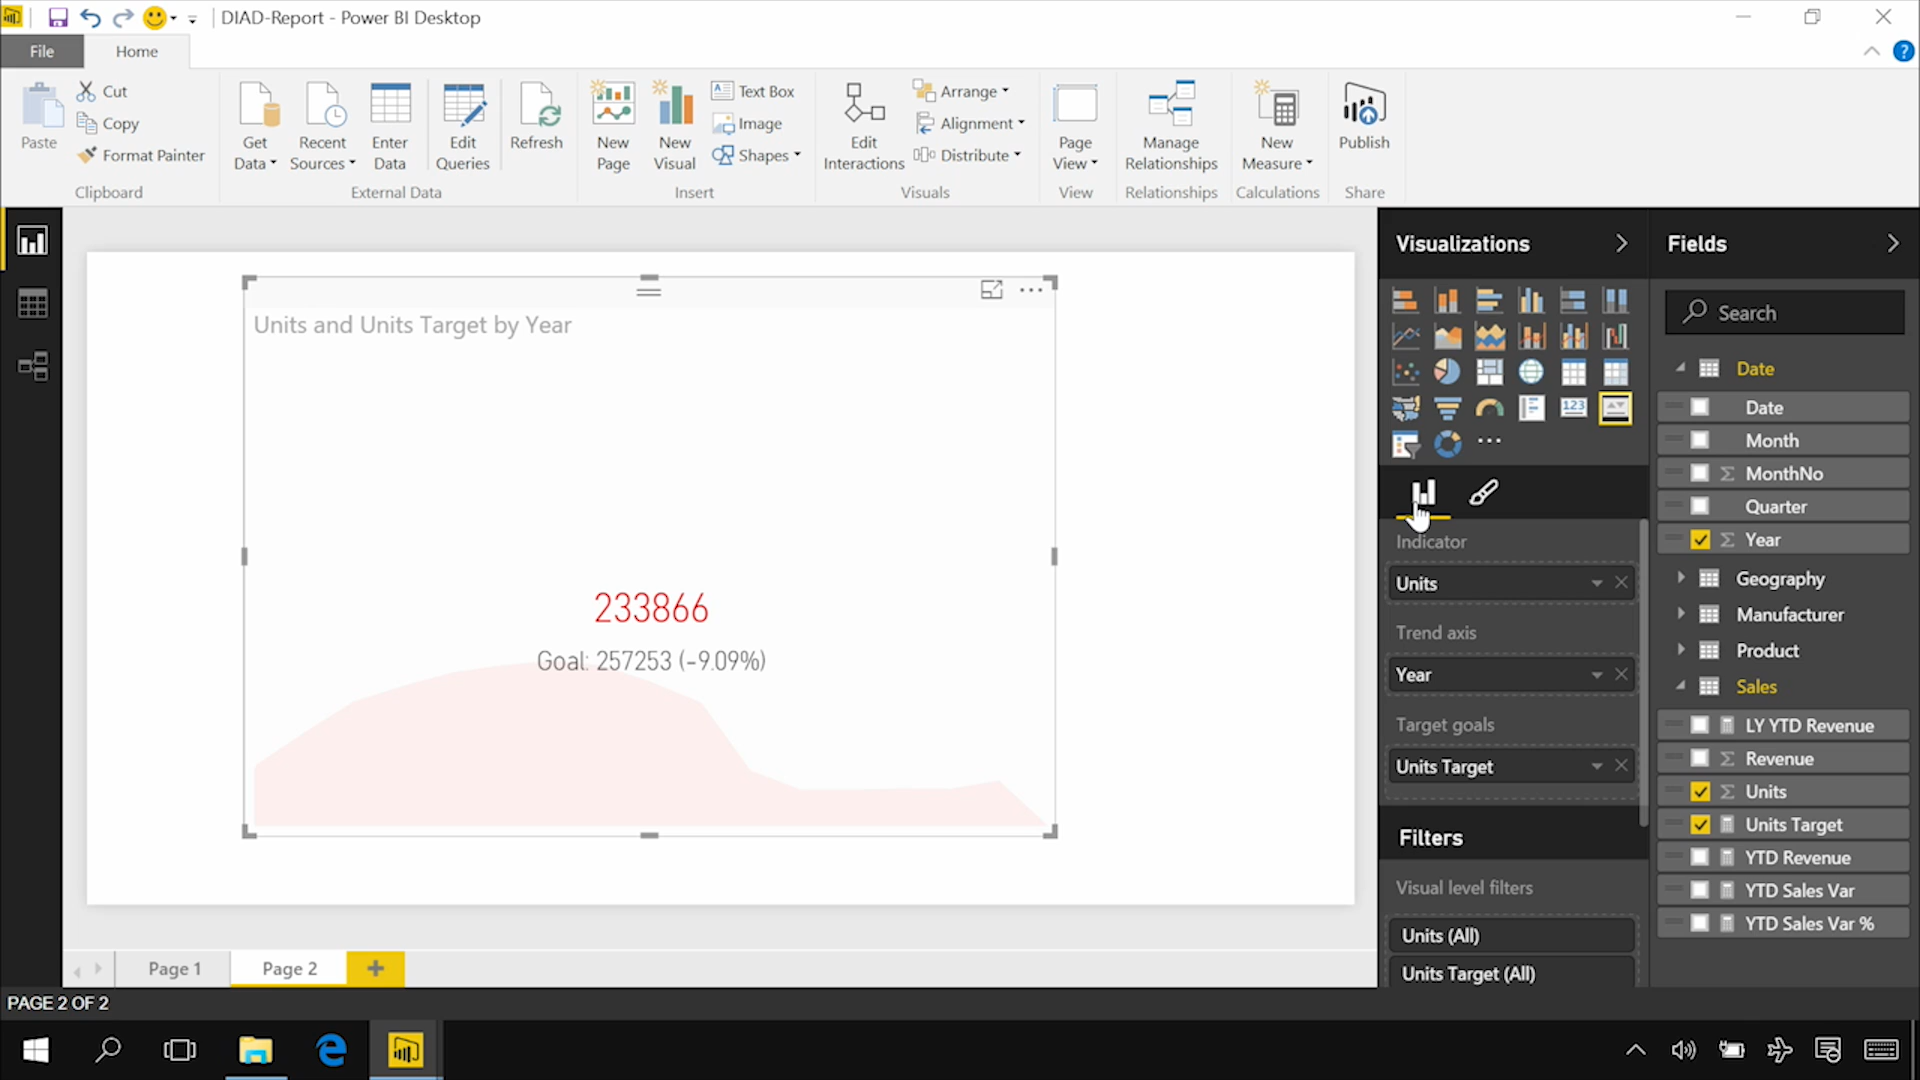 DIAD-Report - Power BI Desktop
File
Home
Paste
Cut
Copy
Format Painter
Clipboard
Get Data
Recent Sources
Enter Data
Edit Queries
External Data
Refresh
New Page
New Visual
Text Box
Image
Shapes
Insert
Edit Interactions
Arrange
Alignment
Distribute
Visuals
Page View
View
Manage Relationships
Relationships
New Measure
Calculations
Publish
Share
Units and Units Target by Year
233866
Goal: 257253 (-9.09%)
Visualizations
123
Indicator
Units
Trend axis
Year
Target goals
Units Target
Filters
Visual level filters
Units (All)
Units Target (All)
Fields
Search
Date
Date
Month
Σ MonthNo
Quarter
Σ Year
Geography
Manufacturer
Product
Sales
LY YTD Revenue
Σ Revenue
Σ Units
Units Target
YTD Revenue
YTD Sales Var
YTD Sales Var %
Page 1
Page 2
PAGE 2 OF 2